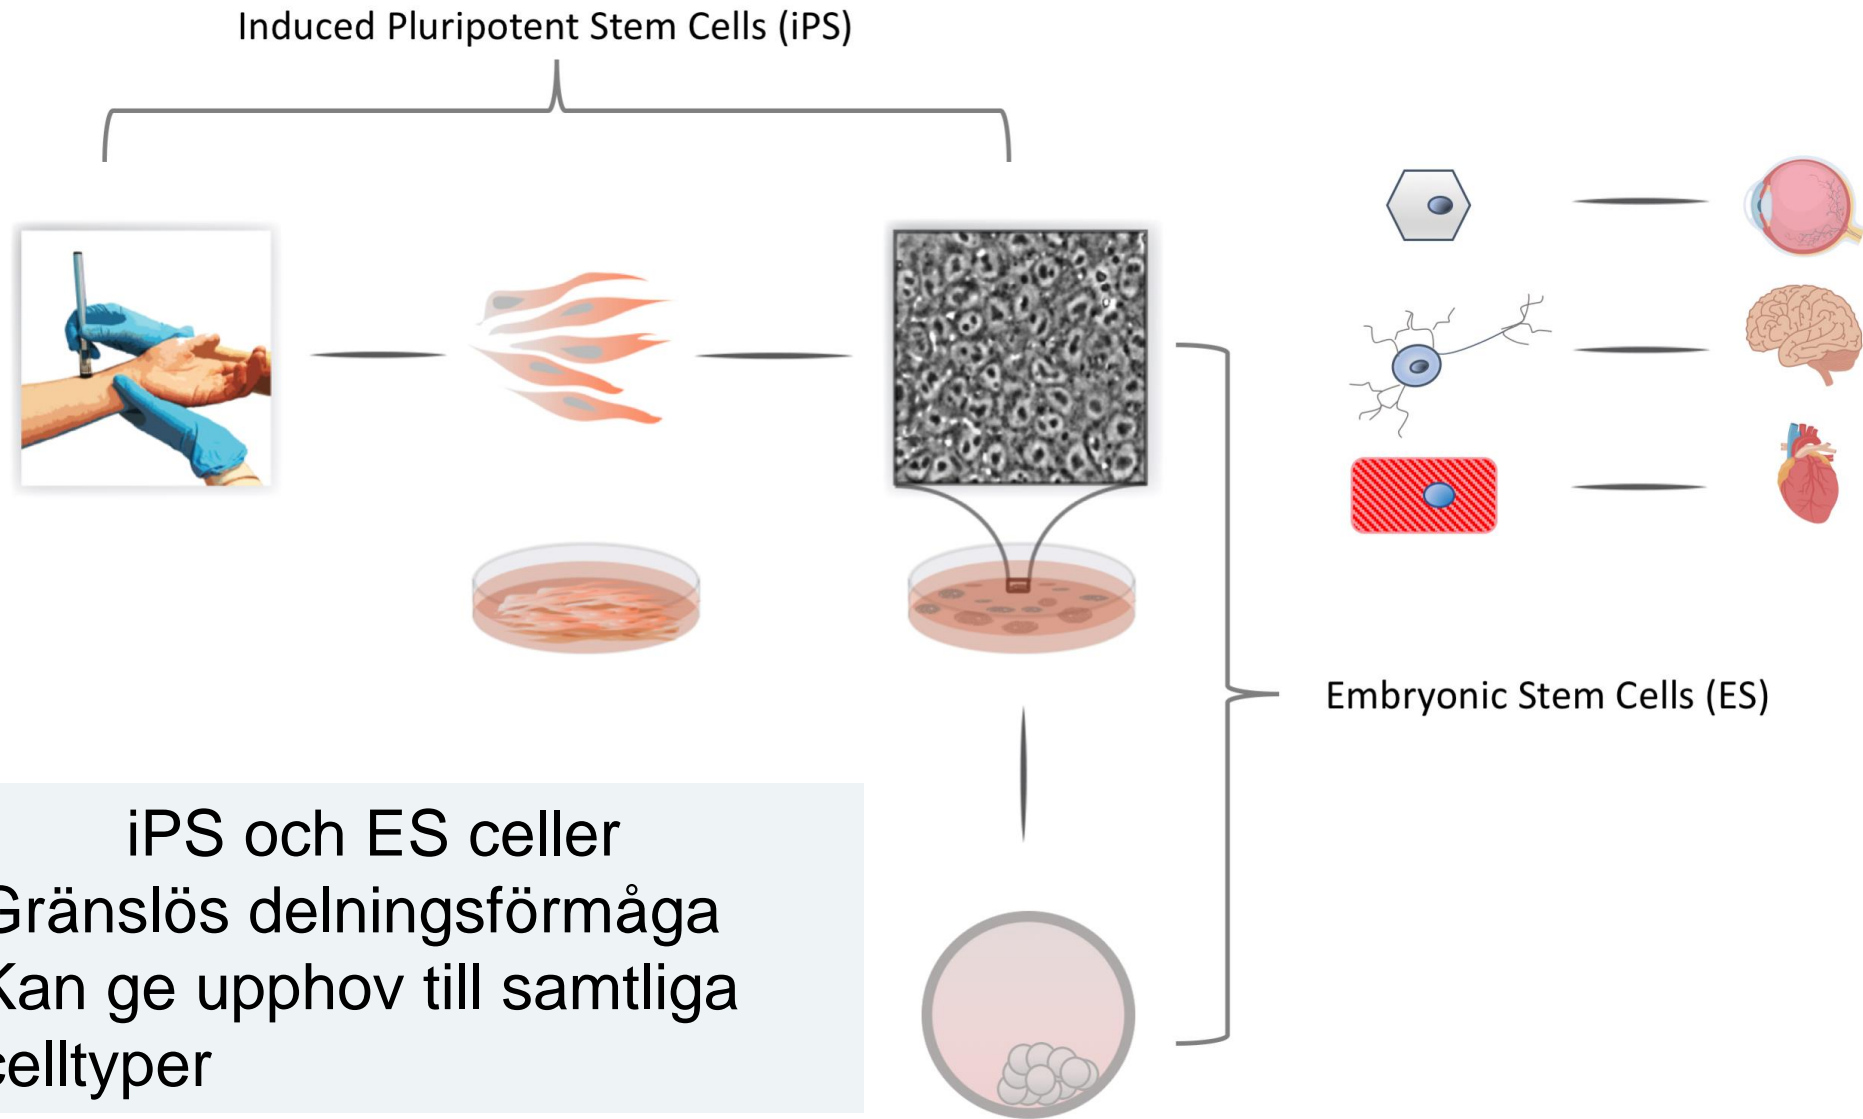 Induced Pluripotent Stem Cells (iPS)
Embryonic Stem Cells (ES)
iPS och ES celler
Gränslös delningsförmåga
Kan ge upphov till samtliga
celltyper